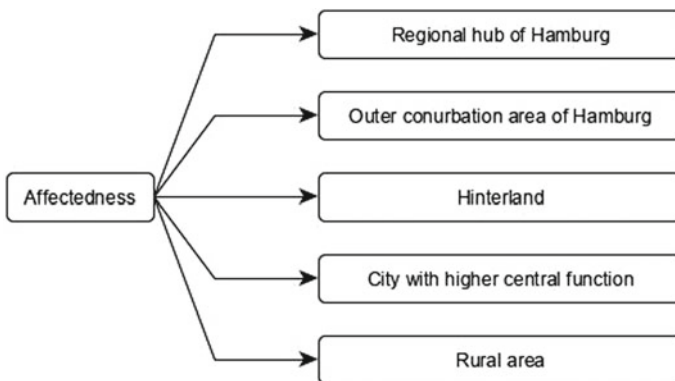 Regional hub of Hamburg
Outer conurbation area of Hamburg
Affectedness
Hinterland
City with higher central function
Rural area